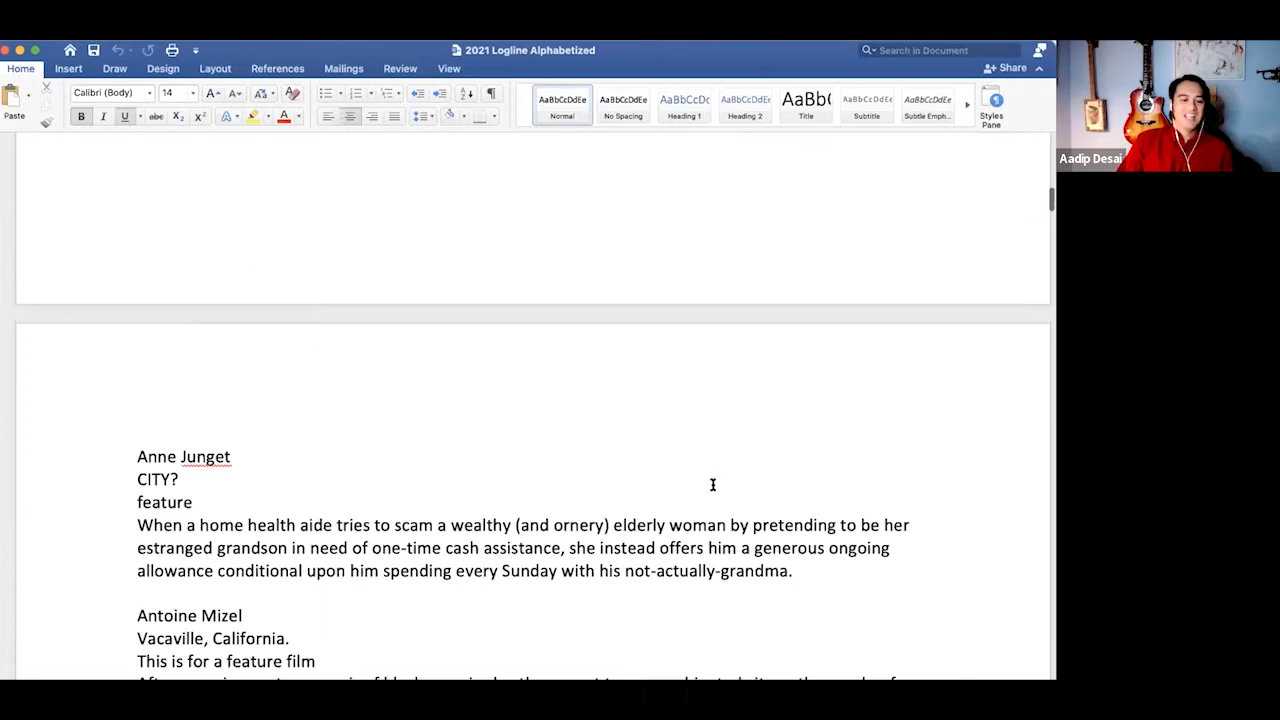 2021 Logline Alphabetized
Search in Document
Home Insert Draw Design Layout References Mailings Review View
Share
Paste
Calibri (Body) 14
B I U abc X₂ X²
AaBbCcDdEe AaBbCcDdEe AaBbCcDc AaBbCcDdEe AaBb( AaBbCcDdEe AaBbCcDdEe
Normal No Spacing Heading 1 Heading 2 Title Subtitle Subtle Emph...
Styles
Pane
Aadip Desai
Anne Junget
CITY?
feature
When a home health aide tries to scam a wealthy (and ornery) elderly woman by pretending to be her
estranged grandson in need of one-time cash assistance, she instead offers him a generous ongoing
allowance conditional upon him spending every Sunday with his not-actually-grandma.
Antoine Mizel
Vacaville, California.
This is for a feature film